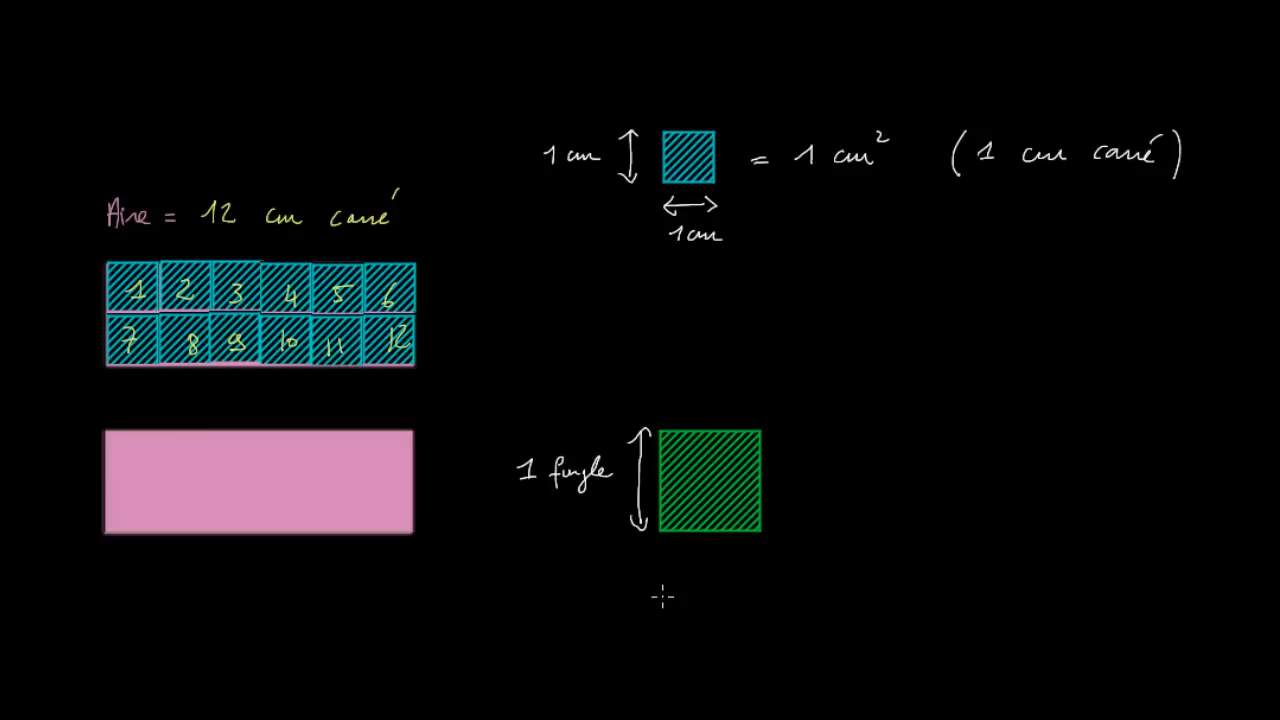 1 cm = 1 cm² (1 cm carré)
1 cm
Aire = 12 cm carré
1 2 3 4 5 6
7 8 9 10 11 12
1 fungle